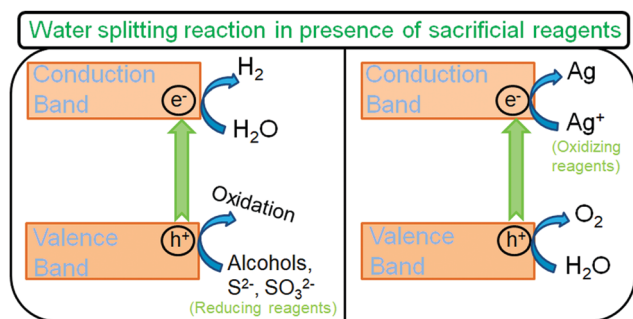 Water splitting reaction in presence of sacrificial reagents
Conduction
Band
e⁻
H₂
H₂O
Valence
Band
h⁺
Oxidation
Alcohols,
S²⁻, SO₃²⁻
(Reducing reagents)
Conduction
Band
e⁻
Ag
Ag⁺
(Oxidizing
reagents)
Valence
Band
h⁺
O₂
H₂O